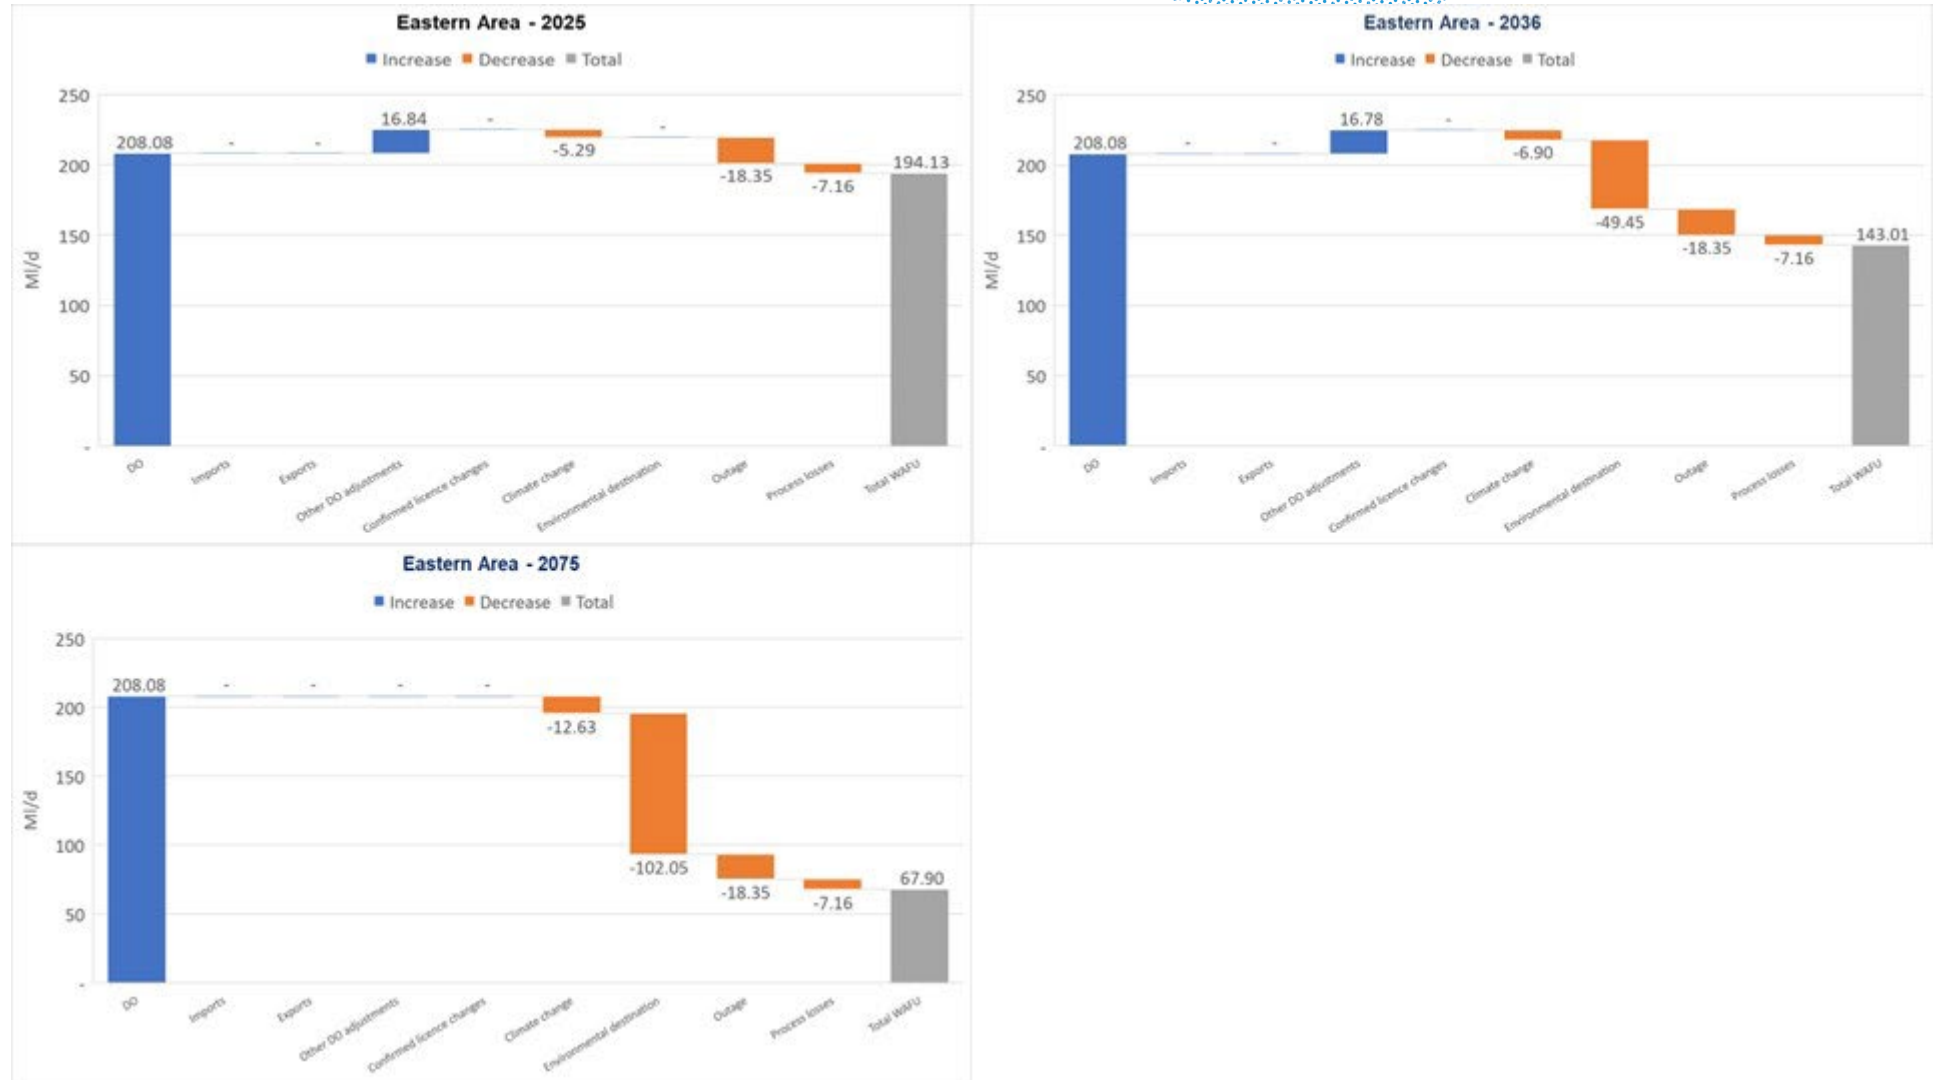 Eastern Area - 2025
Increase Decrease Total
250
200
150
100
50
-
Ml/d
208.08
-
-
16.84
-
-5.29
-
-18.35
-7.16
194.13
DO
Imports
Exports
Other DO adjustments
Confirmed licence changes
Climate change
Environmental destination
Outage
Process losses
Total WAFU
Eastern Area - 2036
Increase Decrease Total
250
200
150
100
50
-
Ml/d
208.08
-
-
16.78
-
-6.90
-49.45
-18.35
-7.16
143.01
DO
Imports
Exports
Other DO adjustments
Confirmed licence changes
Climate change
Environmental destination
Outage
Process losses
Total WAFU
Eastern Area - 2075
Increase Decrease Total
250
200
150
100
50
-
Ml/d
208.08
-
-
-
-
-12.63
-102.05
-18.35
-7.16
67.90
DO
Imports
Exports
Other DO adjustments
Confirmed licence changes
Climate change
Environmental destination
Outage
Process losses
Total WAFU